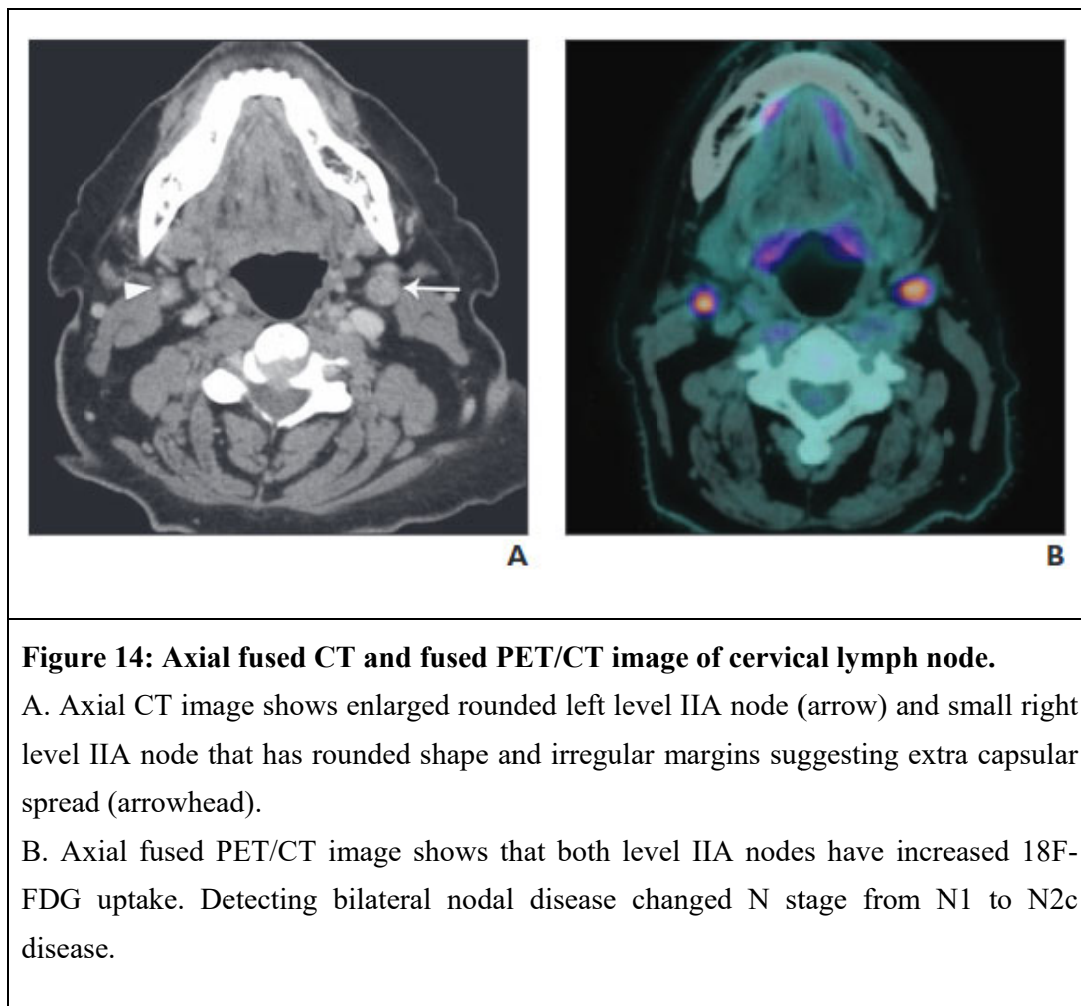 A
B
Figure 14: Axial fused CT and fused PET/CT image of cervical lymph node.
A. Axial CT image shows enlarged rounded left level IIA node (arrow) and small right
level IIA node that has rounded shape and irregular margins suggesting extra capsular
spread (arrowhead).
B. Axial fused PET/CT image shows that both level IIA nodes have increased 18F-
FDG uptake. Detecting bilateral nodal disease changed N stage from N1 to N2c
disease.